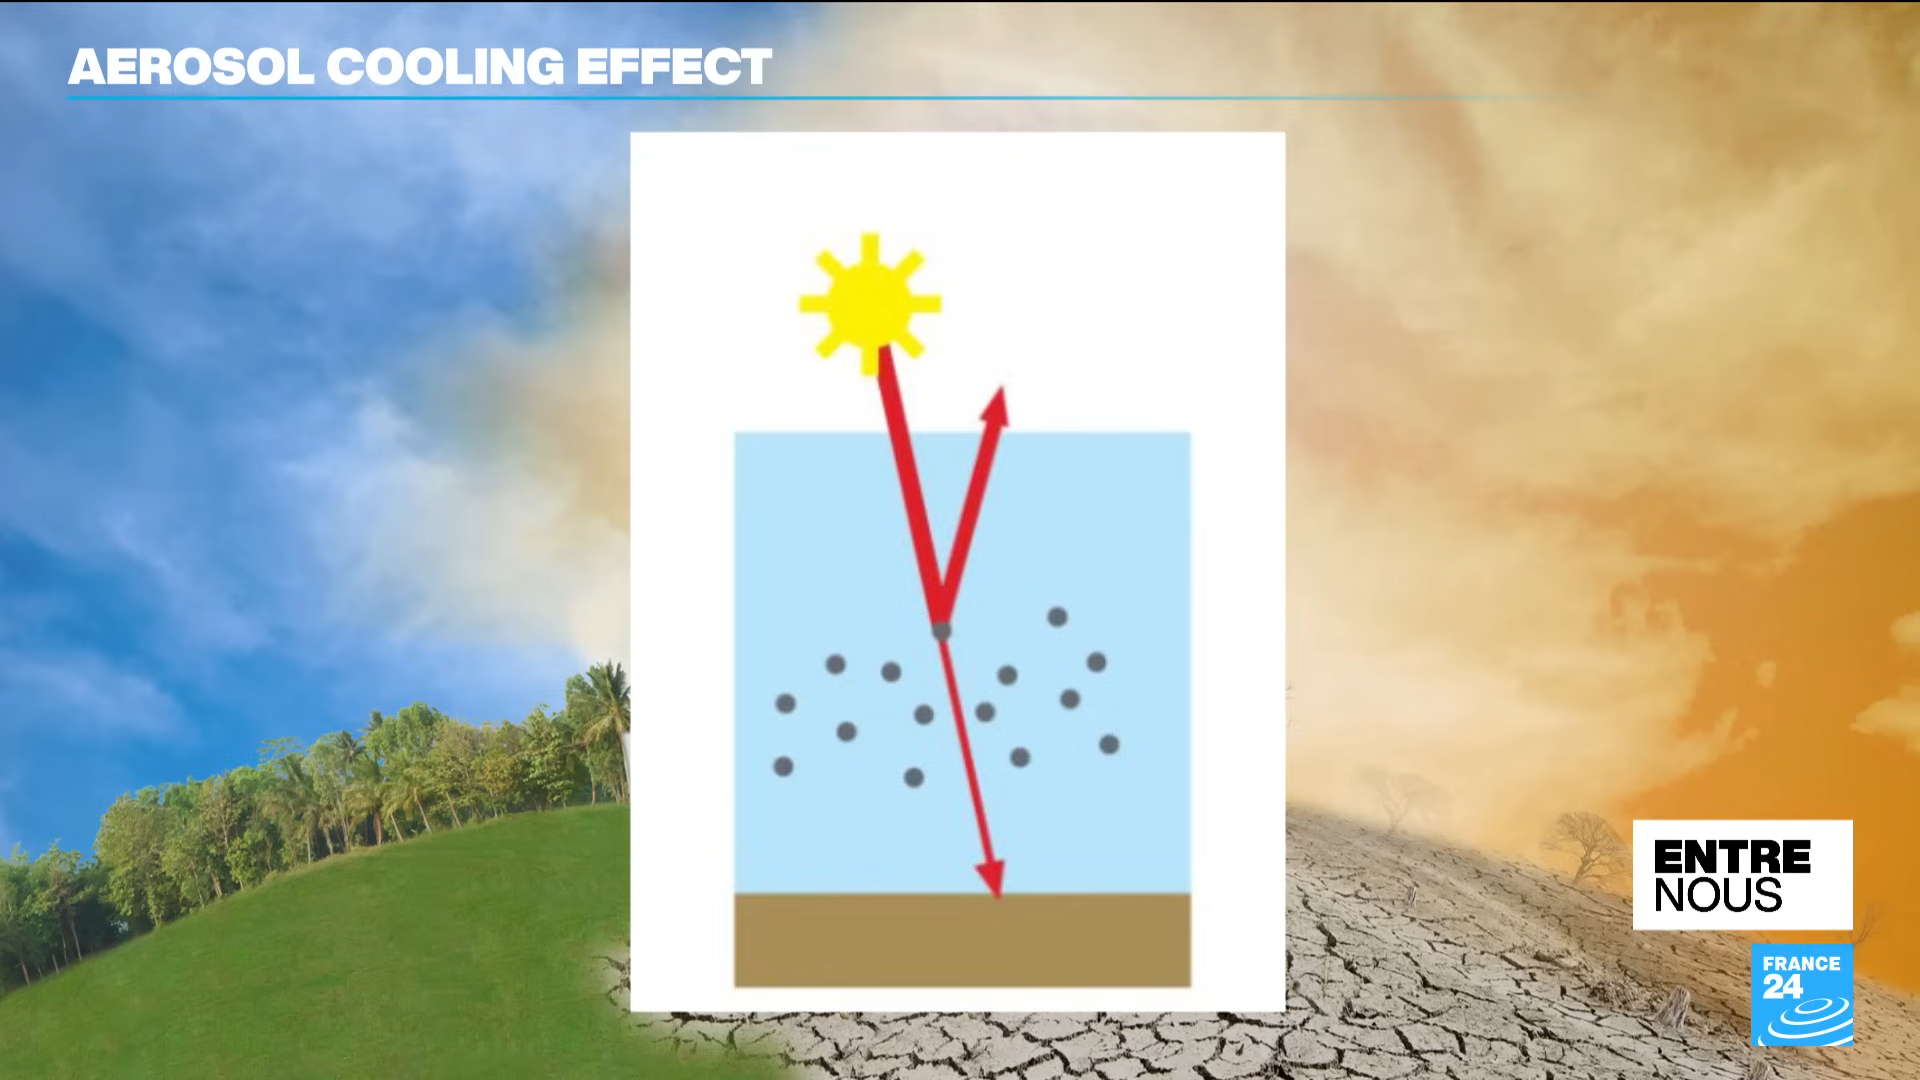 AEROSOL COOLING EFFECT
ENTRE
NOUS
FRANCE
24